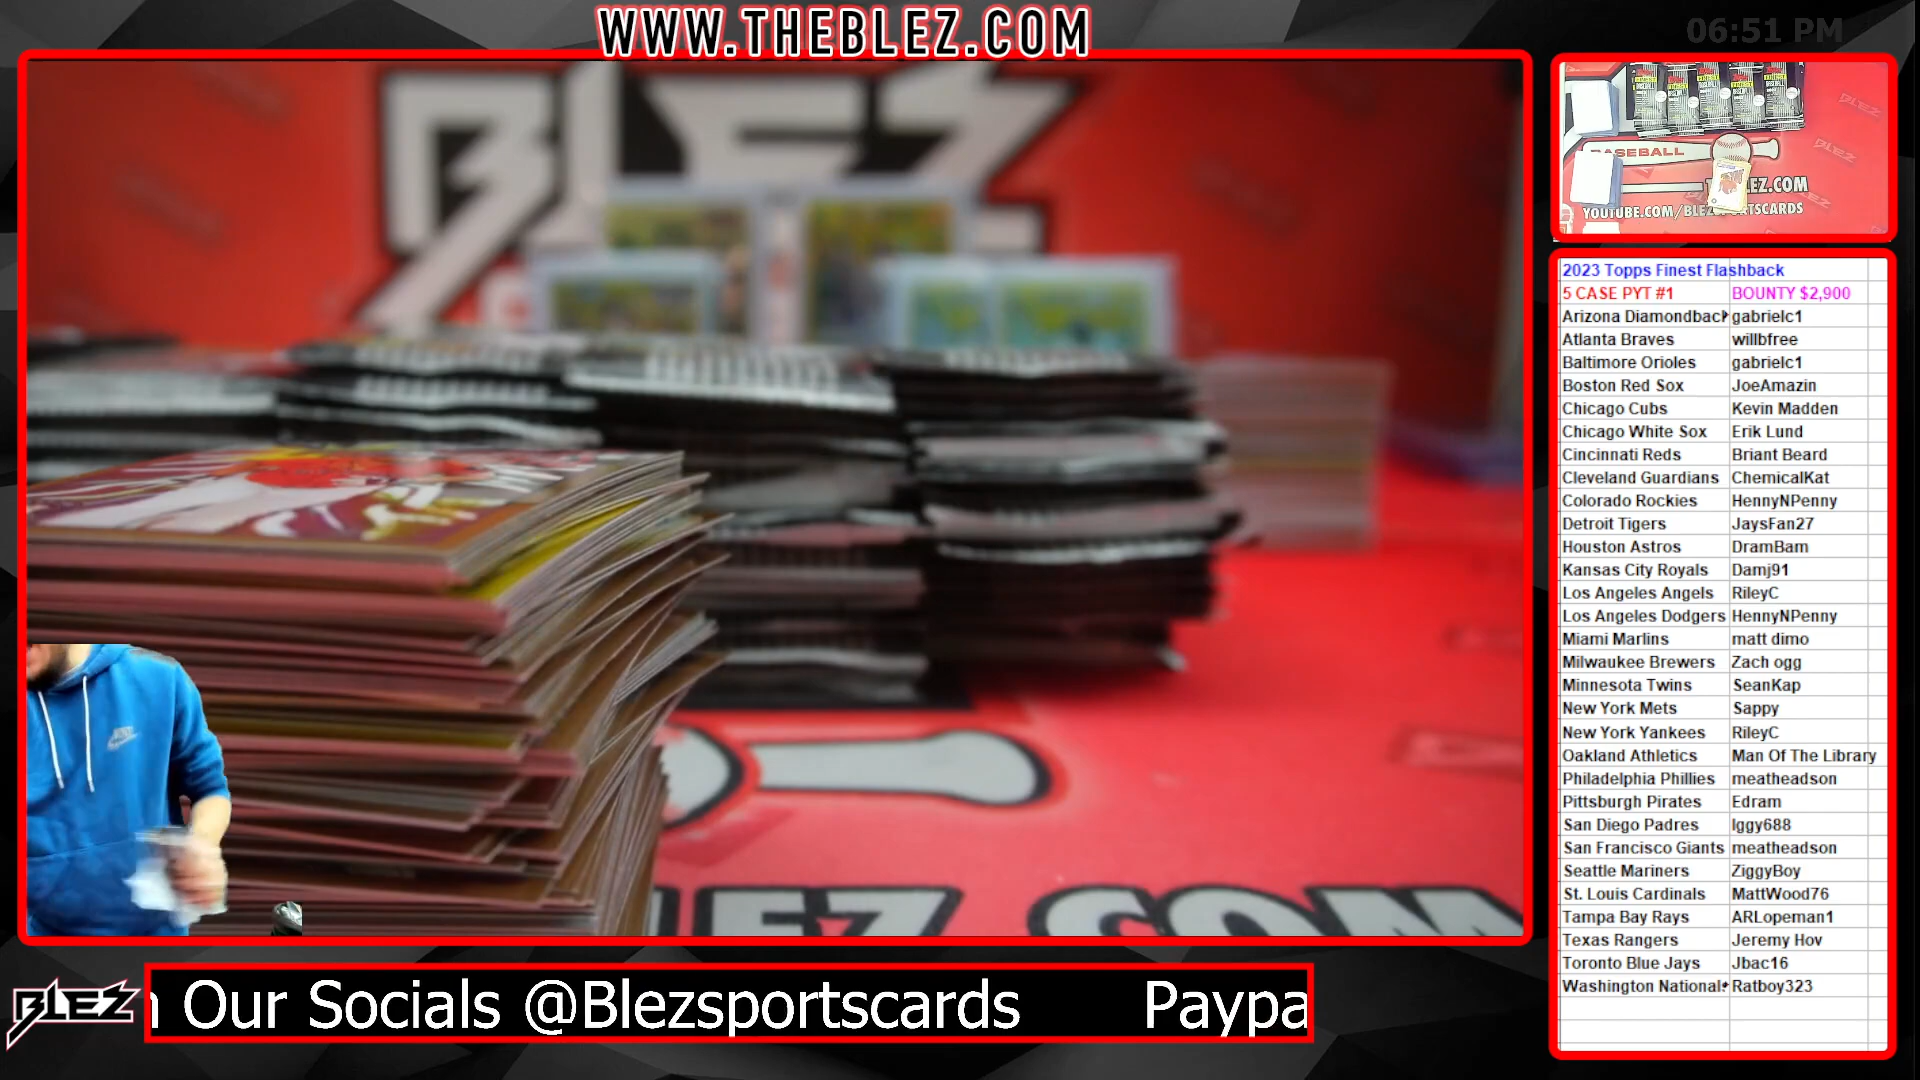 WWW.THEBLEZ.COM
06:51 PM
BLEZ
BASEBALL
YOUTUBE.COM/BLEZSPORTSCARDS
2023 Topps Finest Flashback
5 CASE PYT #1 BOUNTY $2,900
Arizona Diamondback gabrielc1
Atlanta Braves willbfree
Baltimore Orioles gabrielc1
Boston Red Sox JoeAmazin
Chicago Cubs Kevin Madden
Chicago White Sox Erik Lund
Cincinnati Reds Briant Beard
Cleveland Guardians ChemicalKat
Colorado Rockies HennyNPenny
Detroit Tigers JaysFan27
Houston Astros DramBam
Kansas City Royals Damj91
Los Angeles Angels RileyC
Los Angeles Dodgers HennyNPenny
Miami Marlins matt dimo
Milwaukee Brewers Zach ogg
Minnesota Twins SeanKap
New York Mets Sappy
New York Yankees RileyC
Oakland Athletics Man Of The Library
Philadelphia Phillies meatheadson
Pittsburgh Pirates Edram
San Diego Padres Iggy688
San Francisco Giants meatheadson
Seattle Mariners ZiggyBoy
St. Louis Cardinals MattWood76
Tampa Bay Rays ARLopeman1
Texas Rangers Jeremy Hov
Toronto Blue Jays Jbac16
Washington Nationals Ratboy323
LEZ.COM
BLEZ
n Our Socials @Blezsportscards Paypa